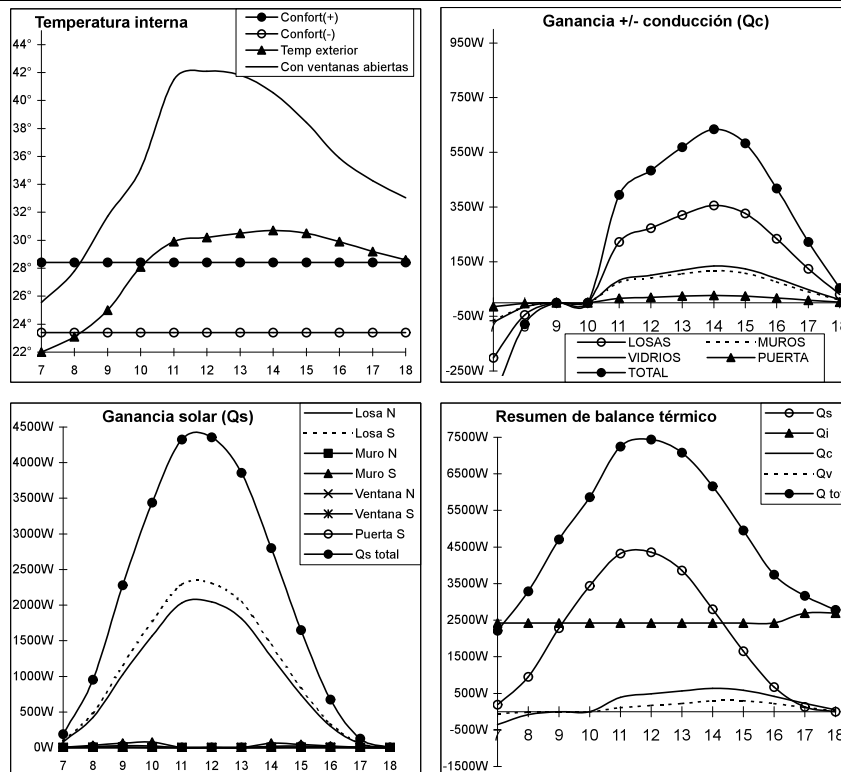 Temperatura interna
Confort(+)
Confort(-)
Temp exterior
Con ventanas abiertas
44°
42°
40°
38°
36°
34°
32°
30°
28°
26°
24°
22°
7 8 9 10 11 12 13 14 15 16 17 18
Ganancia +/- conducción (Qc)
950W
750W
550W
350W
150W
-50W
-250W
9 10 11 12 13 14 15 16 17 18
LOSAS
MUROS
VIDRIOS
PUERTA
TOTAL
Ganancia solar (Qs)
Losa N
Losa S
Muro N
Muro S
Ventana N
Ventana S
Puerta S
Qs total
4500W
4000W
3500W
3000W
2500W
2000W
1500W
1000W
500W
0W
7 8 9 10 11 12 13 14 15 16 17 18
Resumen de balance térmico
Qs
Qi
Qc
Qv
Q tot
7500W
6500W
5500W
4500W
3500W
2500W
1500W
500W
-500W
-1500W
8 9 10 11 12 13 14 15 16 17 18